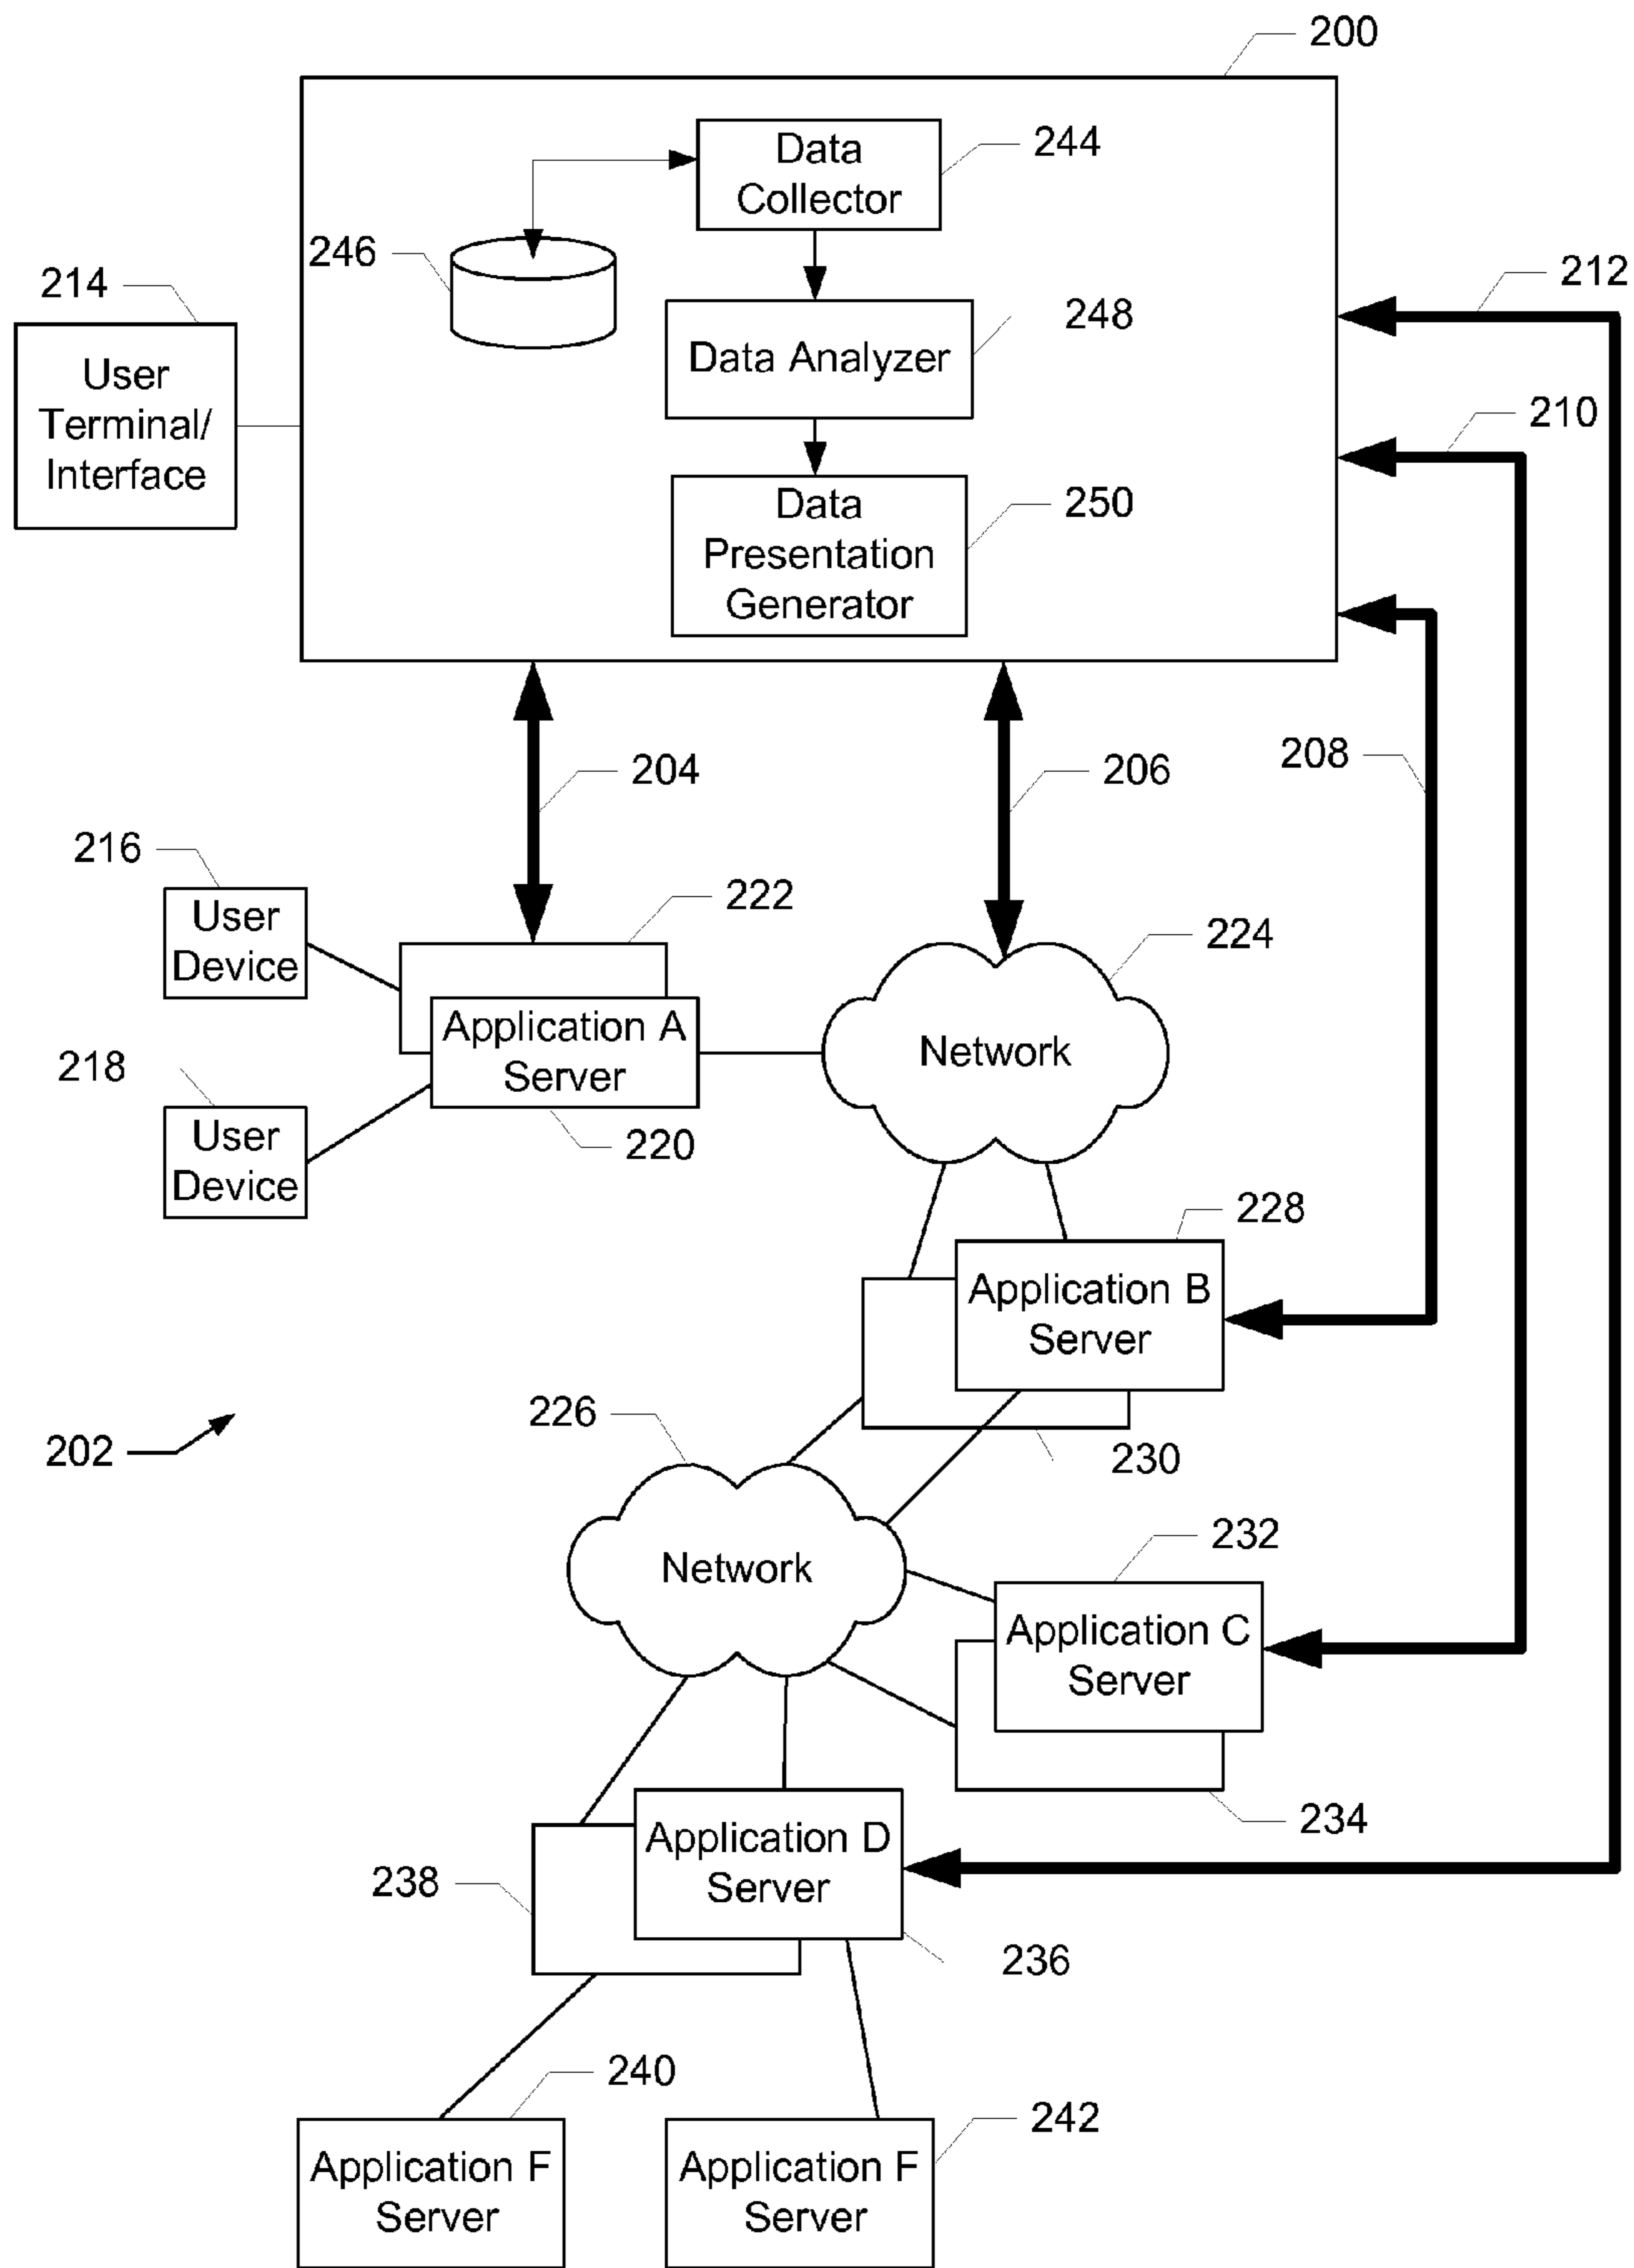 200
Data
Collector
244
246
212
214
248
Data Analyzer
User
Terminal/
Interface
210
Data
Presentation
Generator
250
204
206
208
216
User
Device
222
224
Application A
Server
Network
218
User
Device
220
228
Application B
Server
226
202
230
Network
232
Application C
Server
234
Application D
Server
238
236
240
242
Application F
Server
Application F
Server